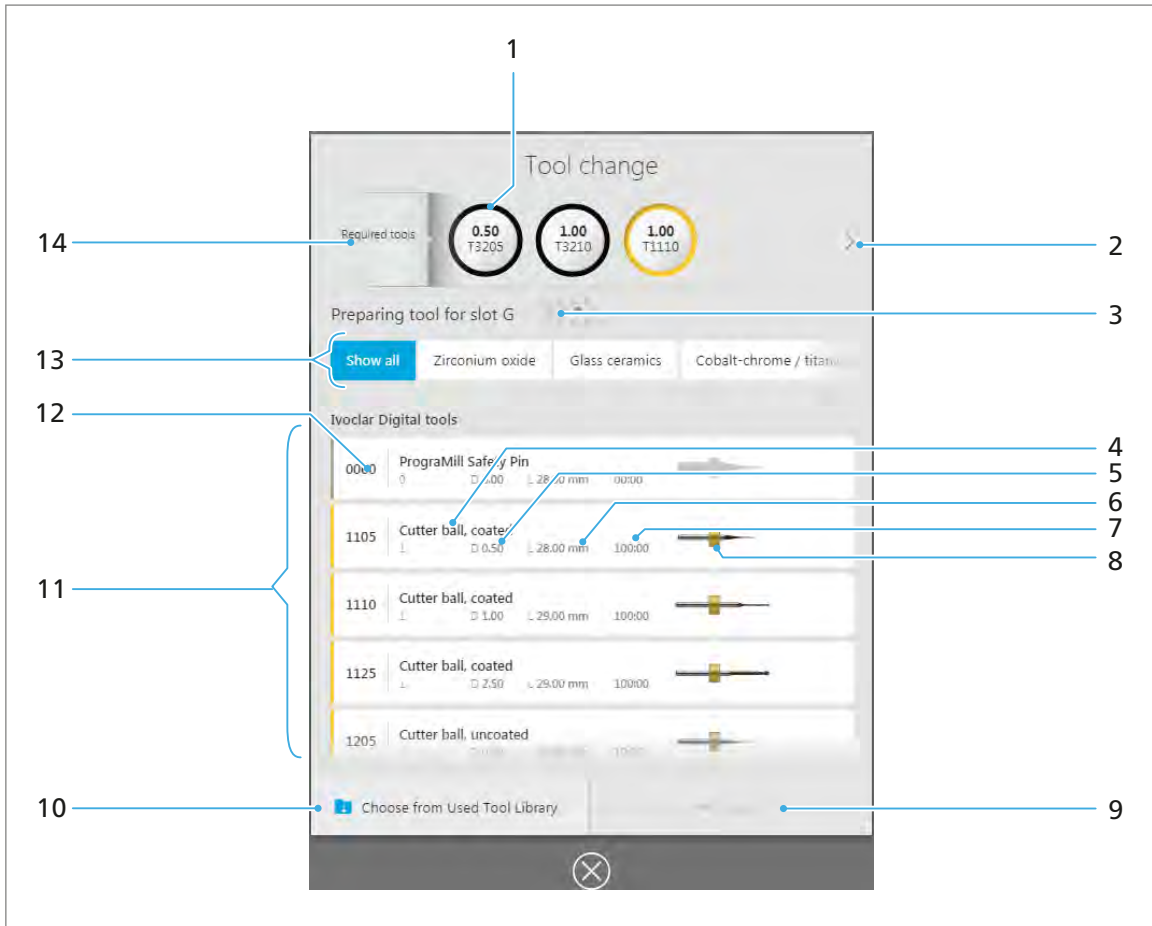 1
Tool change
Required tools
0.50
T3205
1.00
T3210
1.00
T1110
14
2
Preparing tool for slot G
3
13
Show all Zirconium oxide Glass ceramics Cobalt-chrome /
12
Ivoclar Digital tools
0000 PrograMill Safety Pin
0 28.00 mm 00:00
4
5
6
7
8
1105 Cutter ball, coated
1 D 0.50 L 28.00 mm 100:00
11
1110 Cutter ball, coated
1 D 1.00 L 29.00 mm 100:00
1125 Cutter ball, coated
1 D 2.50 L 29.00 mm 100:00
1205 Cutter ball, uncoated
10
Choose from Used Tool Library
9